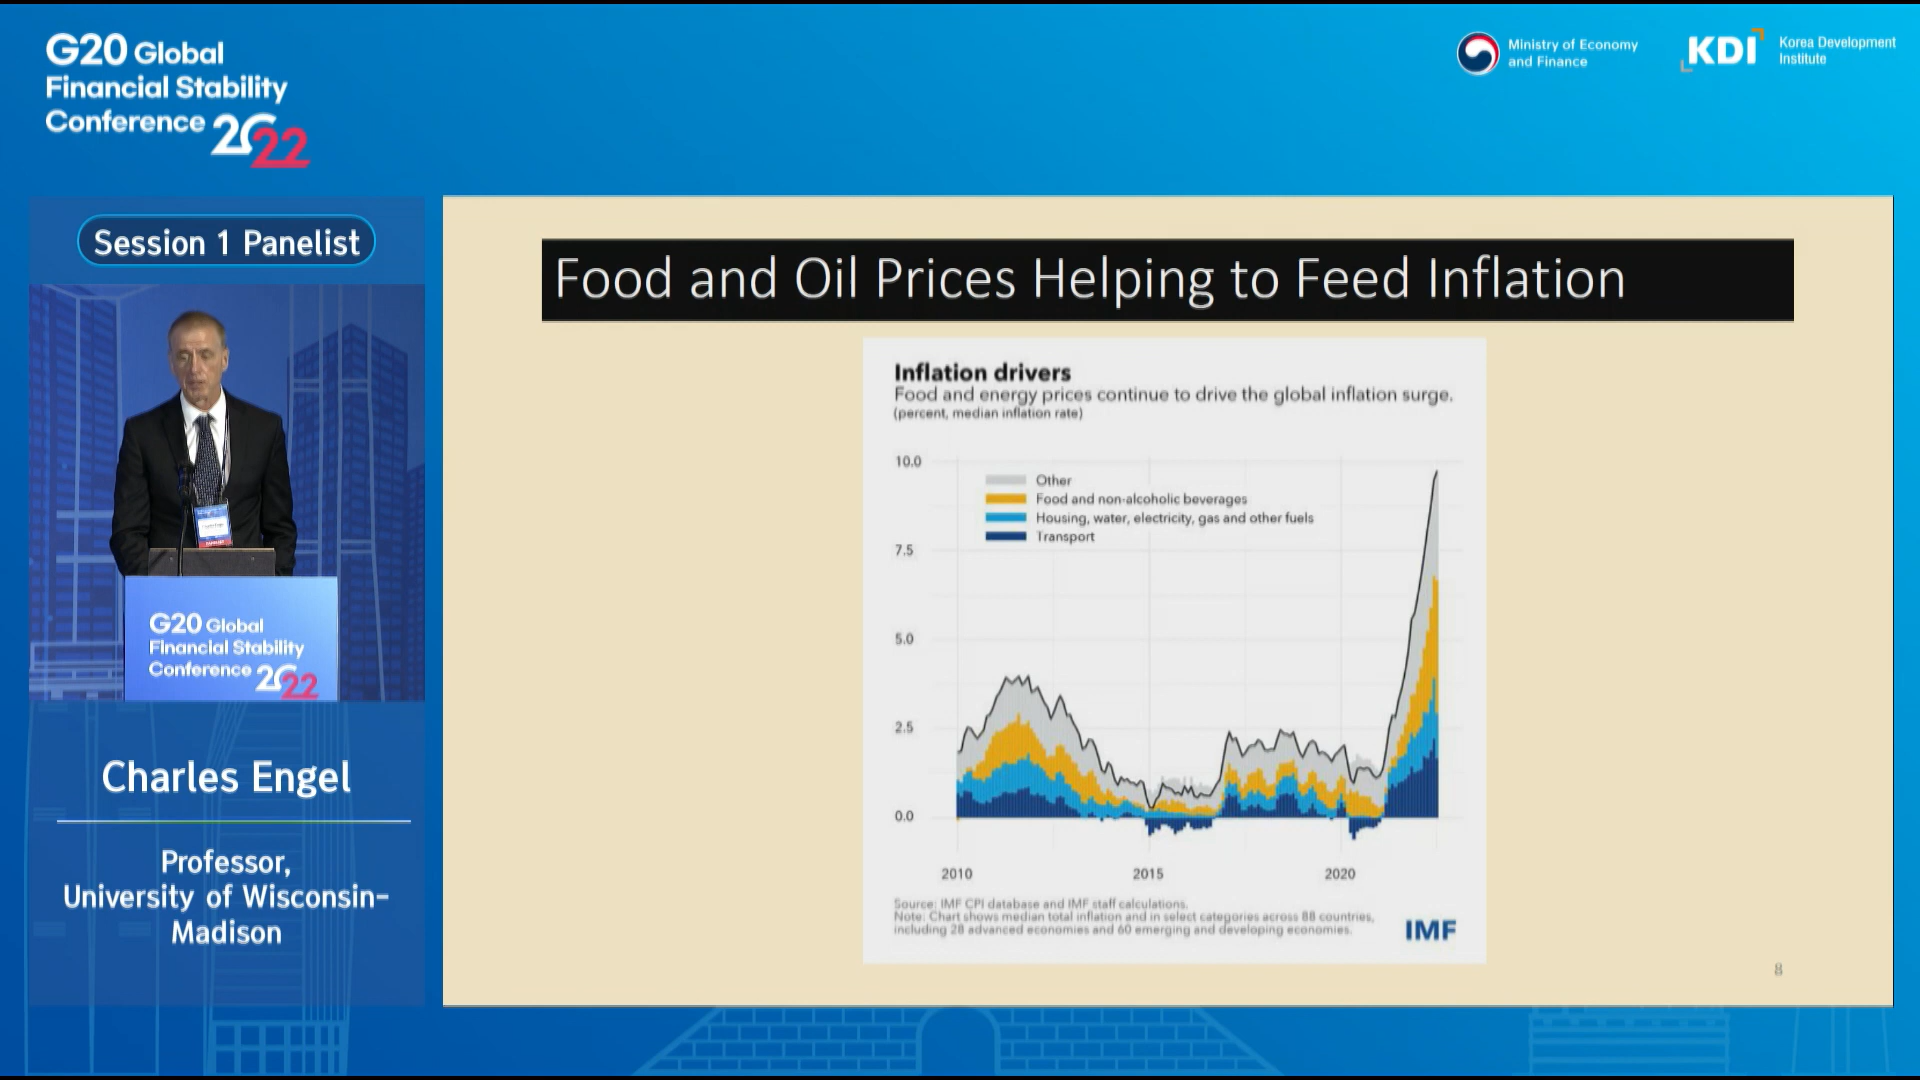 G20 Global
Financial Stability
Conference 2022
Ministry of Economy
and Finance
KDI
Korea Development
Institute
Session 1 Panelist
G20 Global
Financial Stability
Conference 2022
Charles Engel
Professor,
University of Wisconsin-
Madison
Food and Oil Prices Helping to Feed Inflation
Inflation drivers
Food and energy prices continue to drive the global inflation surge.
(percent, median inflation rate)
10.0
7.5
5.0
2.5
0.0
Other
Food and non-alcoholic beverages
Housing, water, electricity, gas and other fuels
Transport
2010
2015
2020
Source: IMF CPI database and IMF staff calculations.
Note: Chart shows median total inflation and in select categories across 88 countries,
including 28 advanced economies and 60 emerging and developing economies.
IMF
8